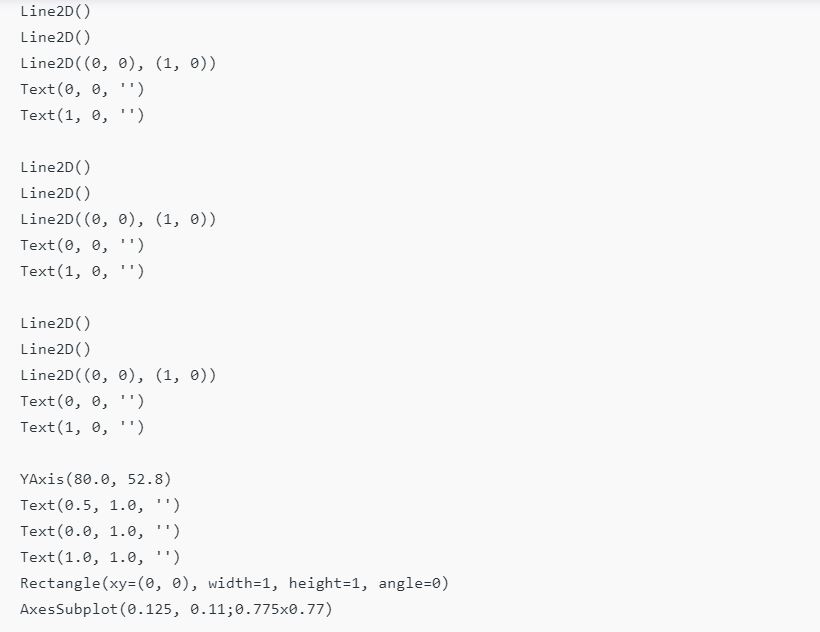 Line2D()
Line2D()
Line2D((0, 0), (1, 0))
Text(0, 0, '')
Text(1, 0, '')
Line2D()
Line2D()
Line2D((0, 0), (1, 0))
Text(0, 0, '')
Text(1, 0, '')
Line2D()
Line2D()
Line2D((0, 0), (1, 0))
Text(0, 0, '')
Text(1, 0, '')
YAxis(80.0, 52.8)
Text(0.5, 1.0, '')
Text(0.0, 1.0, '')
Text(1.0, 1.0, '')
Rectangle(xy=(0, 0), width=1, height=1, angle=0)
AxesSubplot(0.125, 0.11;0.775x0.77)